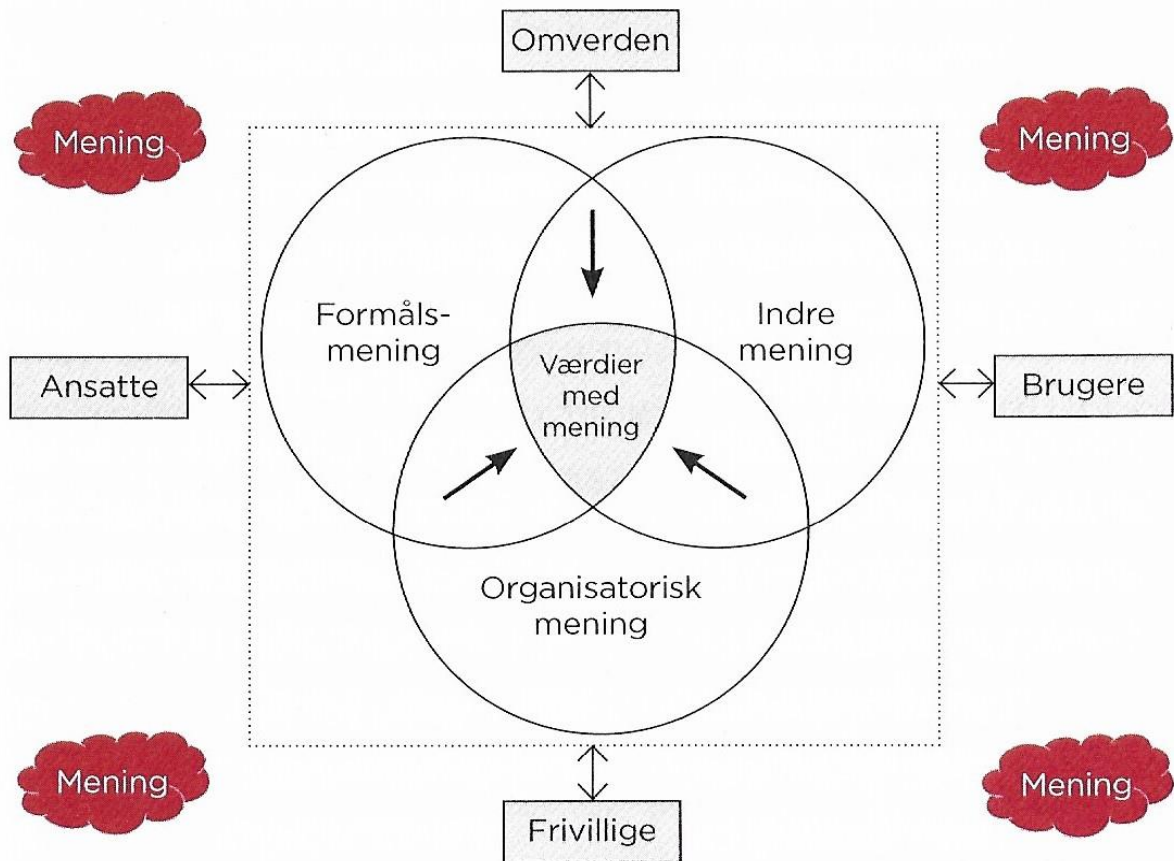 Omverden
Mening
Mening
Formåls-
mening
Indre
mening
Værdier
med
mening
Ansatte
Brugere
Organisatorisk
mening
Mening
Mening
Frivillige